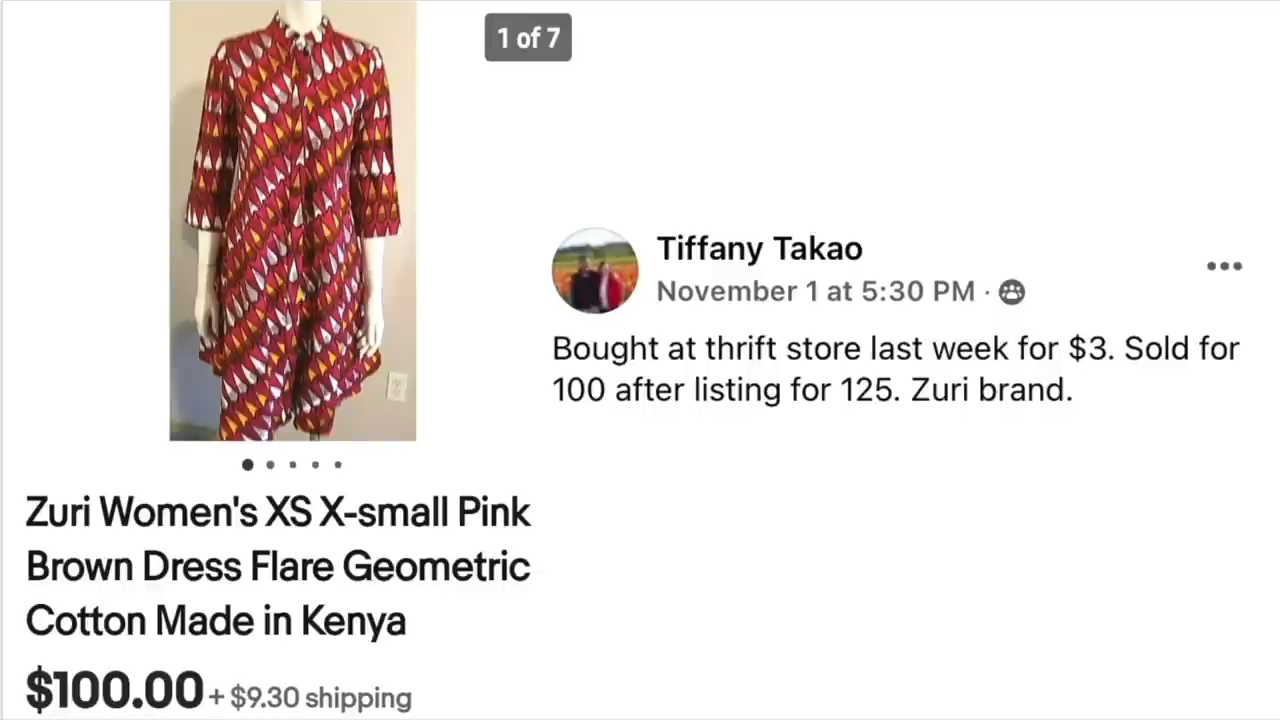 1 of 7
Tiffany Takao
November 1 at 5:30 PM ·
Bought at thrift store last week for $3. Sold for
100 after listing for 125. Zuri brand.
Zuri Women's XS X-small Pink
Brown Dress Flare Geometric
Cotton Made in Kenya
$100.00 + $9.30 shipping